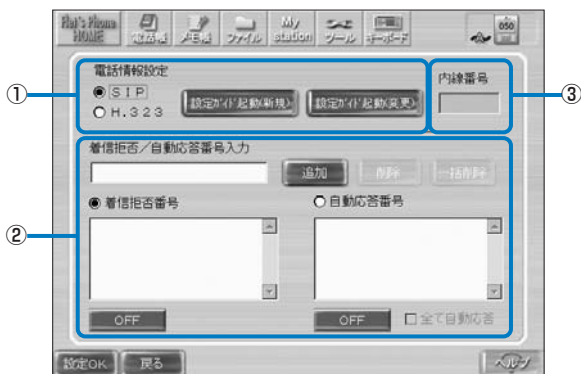 Flet's Phone HOME 電話帳 メモ帳 ファイル My station ツール キーボード 050
電話情報設定
内線番号
① SIP 設定ガイド起動(新規) 設定ガイド起動(変更) ③
H.323
着信拒否/自動応答番号入力
追加 削除 一括削除
着信拒否番号 自動応答番号
②
OFF OFF 全て自動応答
設定OK 戻る ヘルプ